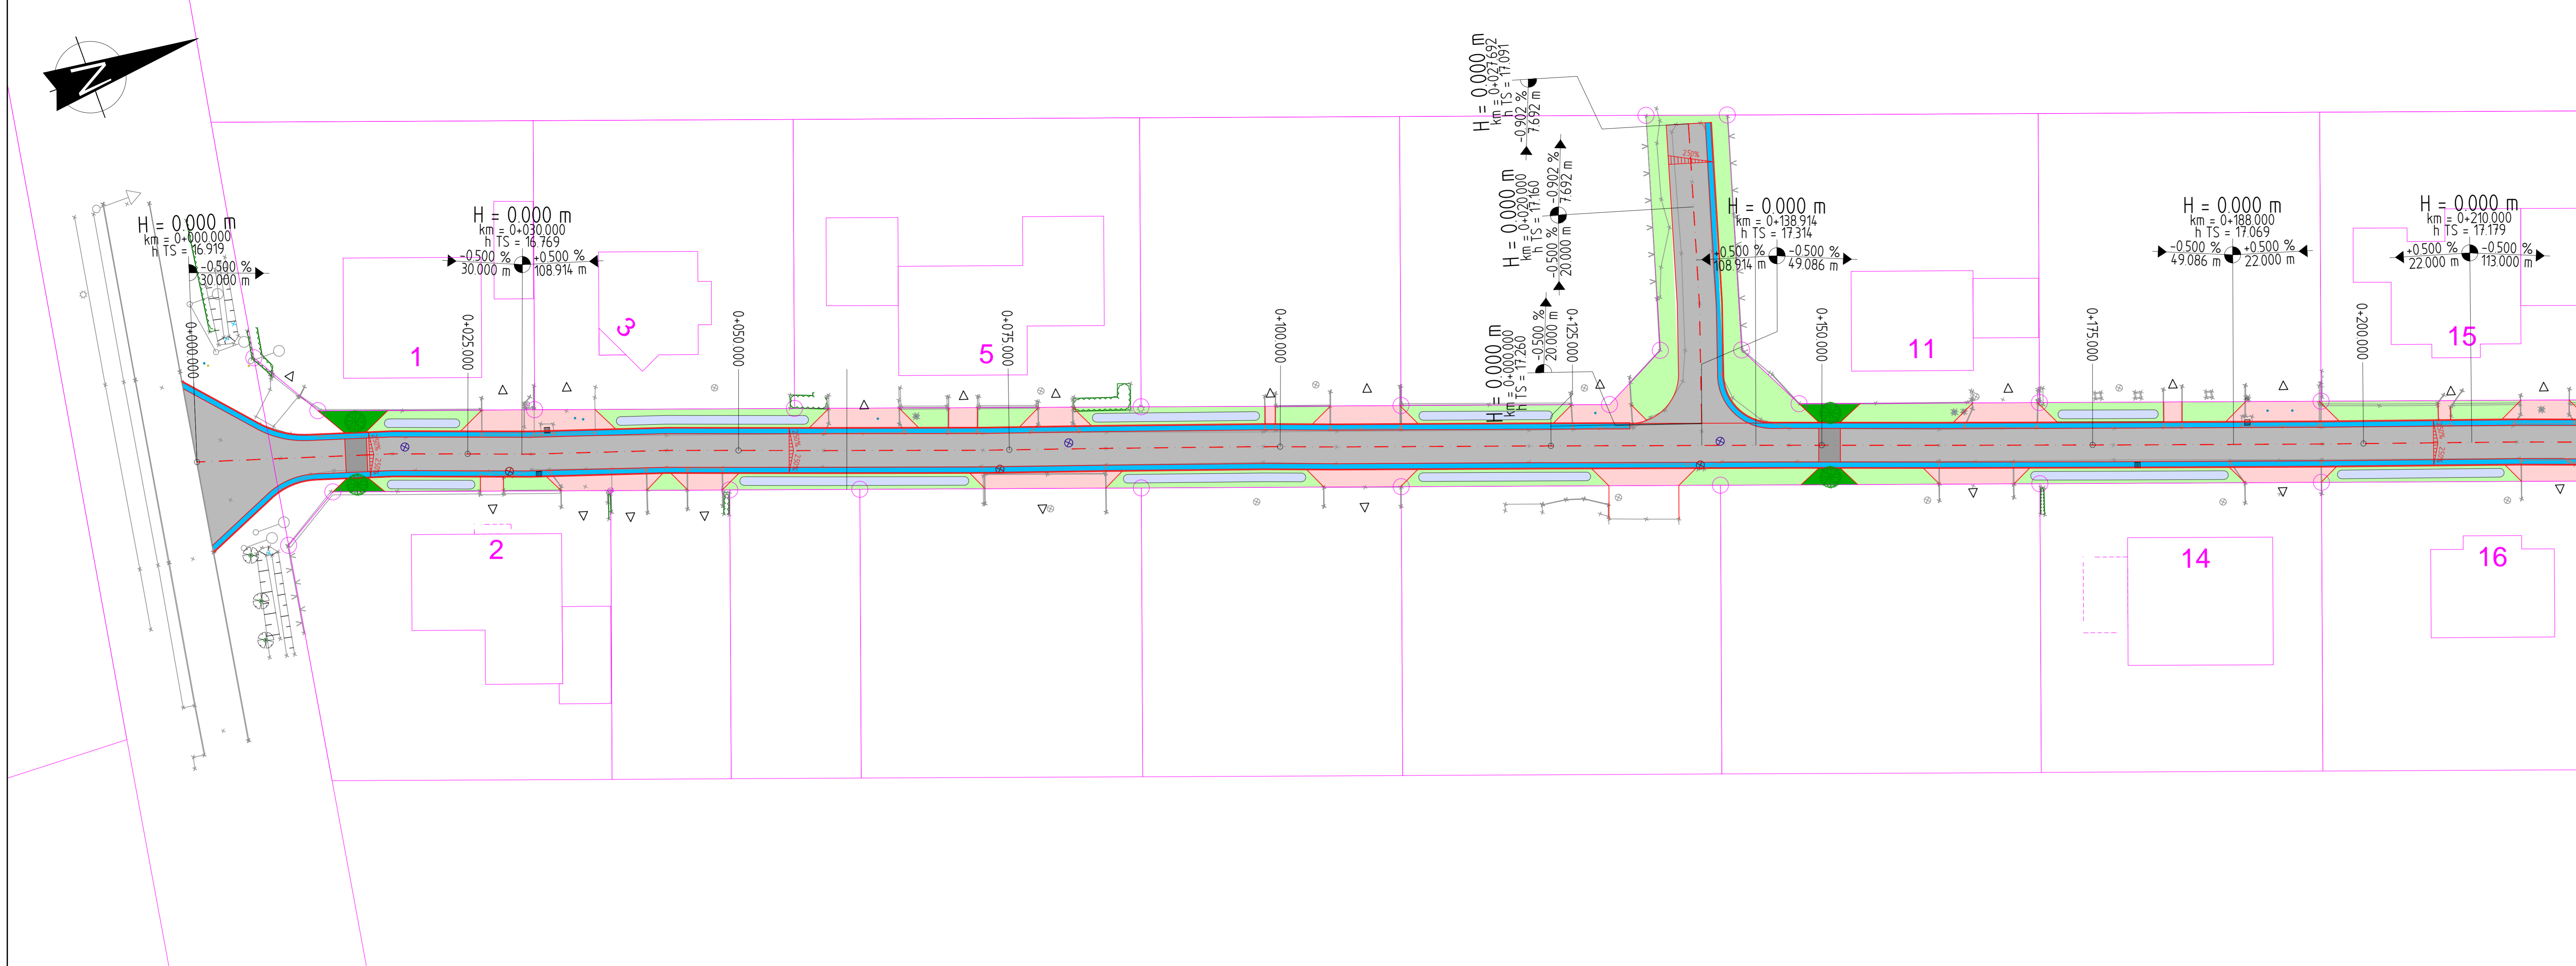 N
H = 0.000 m
km = 0+000.000
h TS = 16.919
-0.500 %
30.000 m
0+000.000
H = 0.000 m
km = 0+030.000
h TS = 16.769
-0.500 % +0.500 %
30.000 m 108.914 m
0+025.000
1
3
0+050.000
5
0+075.000
0+100.000
H = 0.000 m
km = 0+027.692
h TS = 17.091
-0.902 %
7.692 m
H = 0.000 m
km = 0+020.000
h TS = 17.160
-0.500 % -0.902 %
20.000 m 7.692 m
H = 0.000 m
km = 0+000.000
h TS = 17.260
-0.500 %
20.000 m
0+125.000
250%
H = 0.000 m
km = 0+138.914
h TS = 17.314
+0.500 % -0.500 %
108.914 m 49.086 m
0+150.000
11
0+175.000
H = 0.000 m
km = 0+188.000
h TS = 17.069
-0.500 % +0.500 %
49.086 m 22.000 m
0+200.000
H = 0.000 m
km = 0+210.000
h TS = 17.179
+0.500 % -0.500 %
22.000 m 113.000 m
15
250%
250%
250%
250%
250%
250%
2
14
16